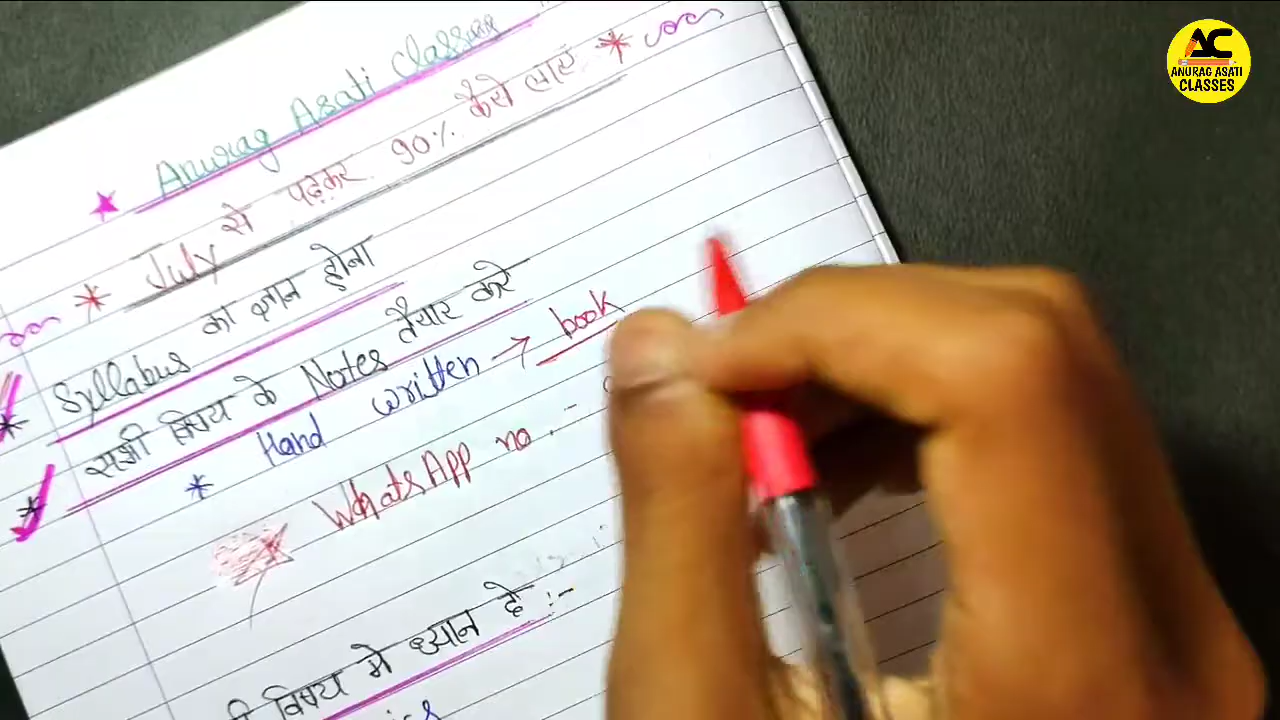 Anurag Asati classes
* July से पढ़कर 90% कैसे लाएं *
* Syllabus का ज्ञान होना
* सभी विषय के Notes तैयार करें
* Hand written → book
WhatsApp no. :-
विषय मे ध्यान दे :-
AC
ANURAG ASATI
CLASSES